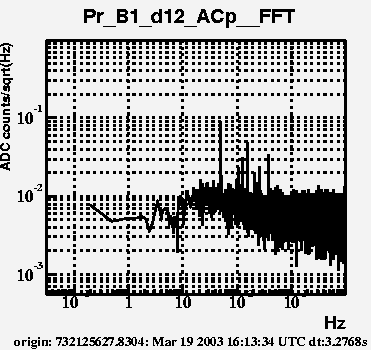 Pr_B1_d12_ACp__FFT
ADC counts/sqrt(Hz)
10^-1
10^-2
10^-3
10 1 10 10 10
Hz
origin: 732125627.8304: Mar 19 2003 16:13:34 UTC dt:3.2768s